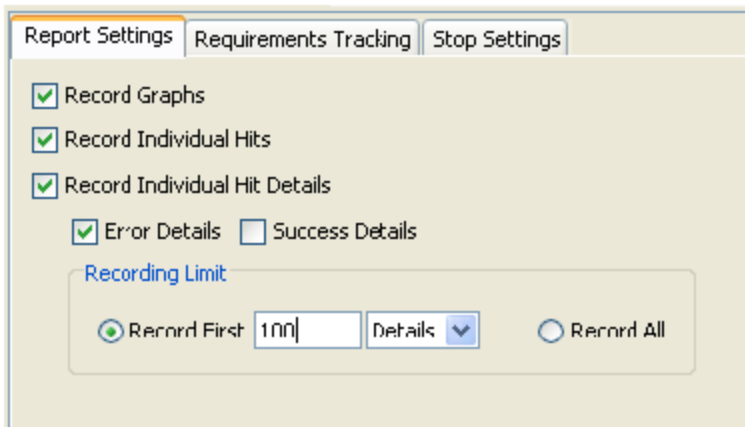 Report Settings Requirements Tracking Stop Settings
Record Graphs
Record Individual Hits
Record Individual Hit Details
Error Details Success Details
Recording Limit
Record First 100 Details Record All